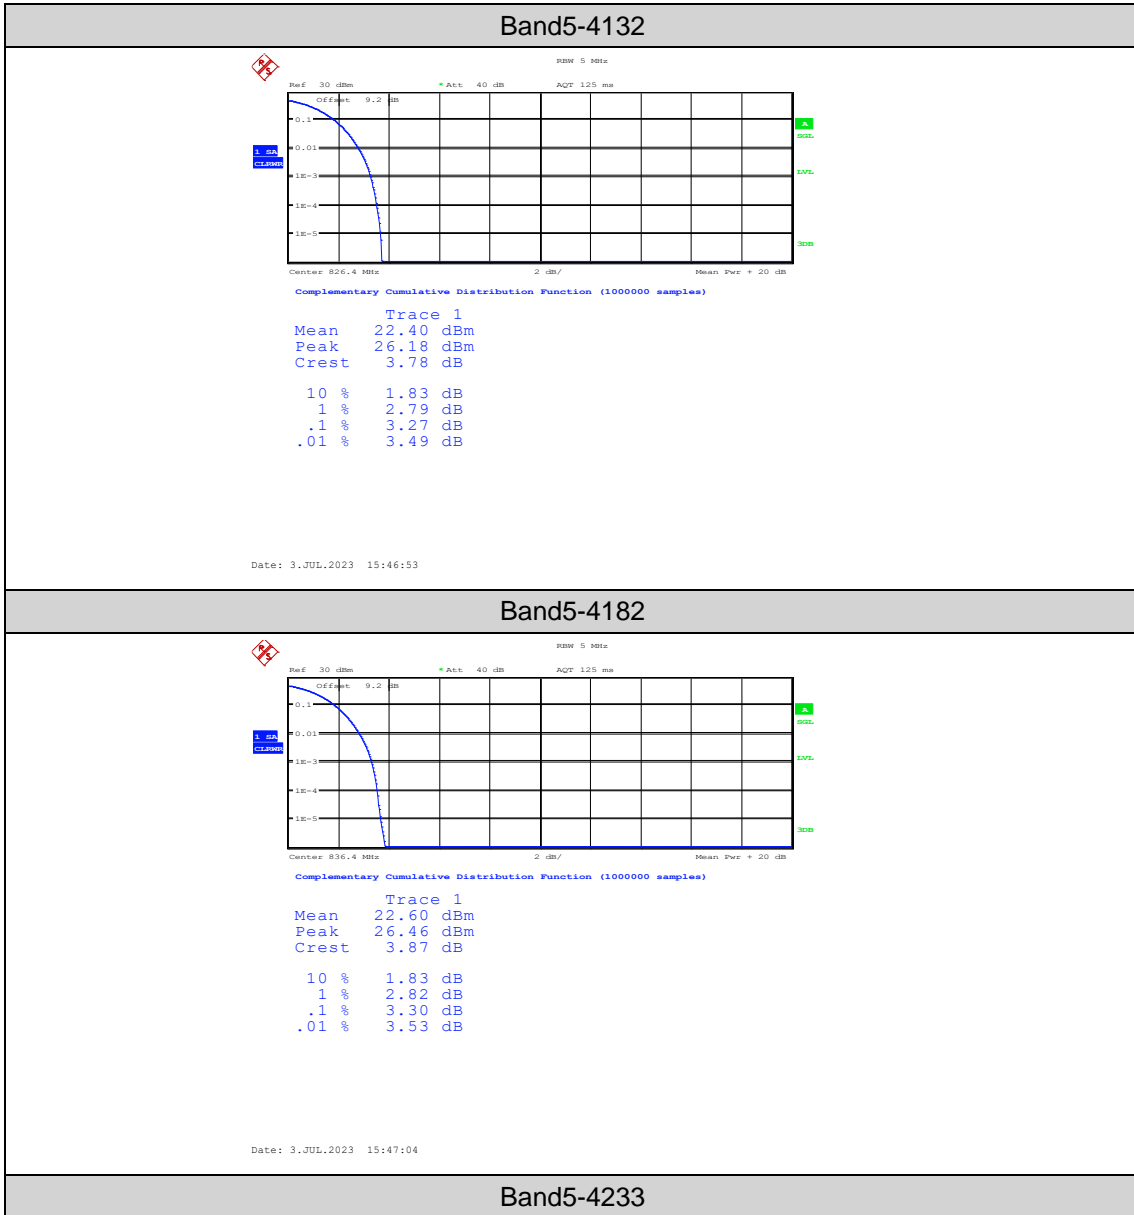 Band5-4132
R S
RBW 5 MHz
Ref 30 dBm *Att 40 dB AQT 125 ms
Offset 9.2 dB
0.1
A
SGL
0.01
1 SA
CLRWR
1E-3
LVL
1E-4
1E-5
3DB
Center 826.4 MHz 2 dB/ Mean Pwr + 20 dB
Complementary Cumulative Distribution Function (1000000 samples)
Trace 1
Mean 22.40 dBm
Peak 26.18 dBm
Crest 3.78 dB
10 % 1.83 dB
1 % 2.79 dB
.1 % 3.27 dB
.01 % 3.49 dB
Date: 3.JUL.2023 15:46:53
Band5-4182
R S
RBW 5 MHz
Ref 30 dBm *Att 40 dB AQT 125 ms
Offset 9.2 dB
0.1
A
SGL
0.01
1 SA
CLRWR
1E-3
LVL
1E-4
1E-5
3DB
Center 836.4 MHz 2 dB/ Mean Pwr + 20 dB
Complementary Cumulative Distribution Function (1000000 samples)
Trace 1
Mean 22.60 dBm
Peak 26.46 dBm
Crest 3.87 dB
10 % 1.83 dB
1 % 2.82 dB
.1 % 3.30 dB
.01 % 3.53 dB
Date: 3.JUL.2023 15:47:04
Band5-4233